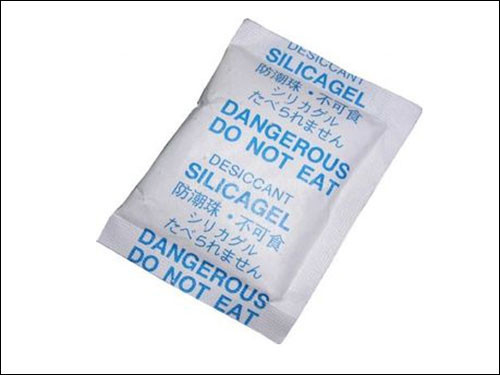 DESICCANT
SILICAGEL
防潮珠・不可食
シリカゲル
たべられません
DANGEROUS
DO NOT EAT
DESICCANT
SILICAGEL
防潮珠・不可食
シリカゲル
たべられません
DANGEROUS
DO NOT EAT